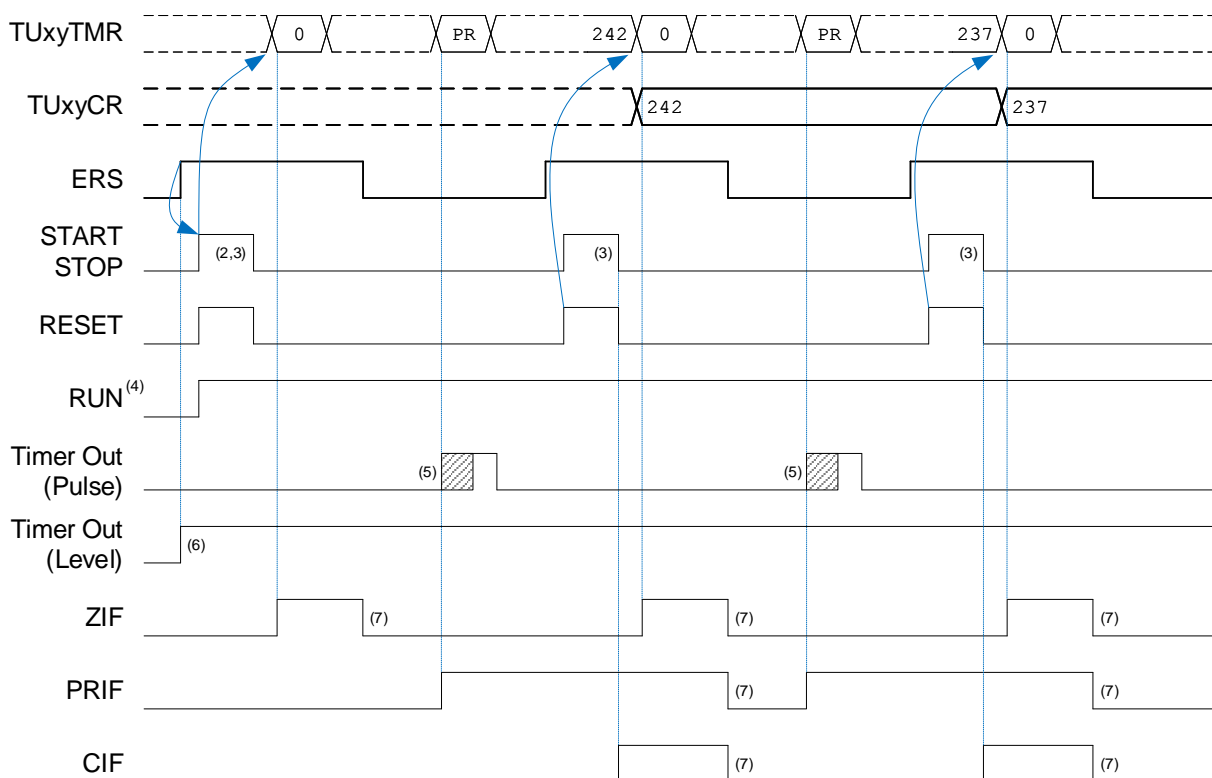 TUxyTMR 0 PR 242 0 PR 237 0
TUxyCR 242 237
ERS
START
STOP (2,3) (3) (3)
RESET
RUN (4)
Timer Out
(Pulse) (5) (5)
Timer Out
(Level) (6)
ZIF (7) (7) (7)
PRIF (7) (7)
CIF (7) (7)